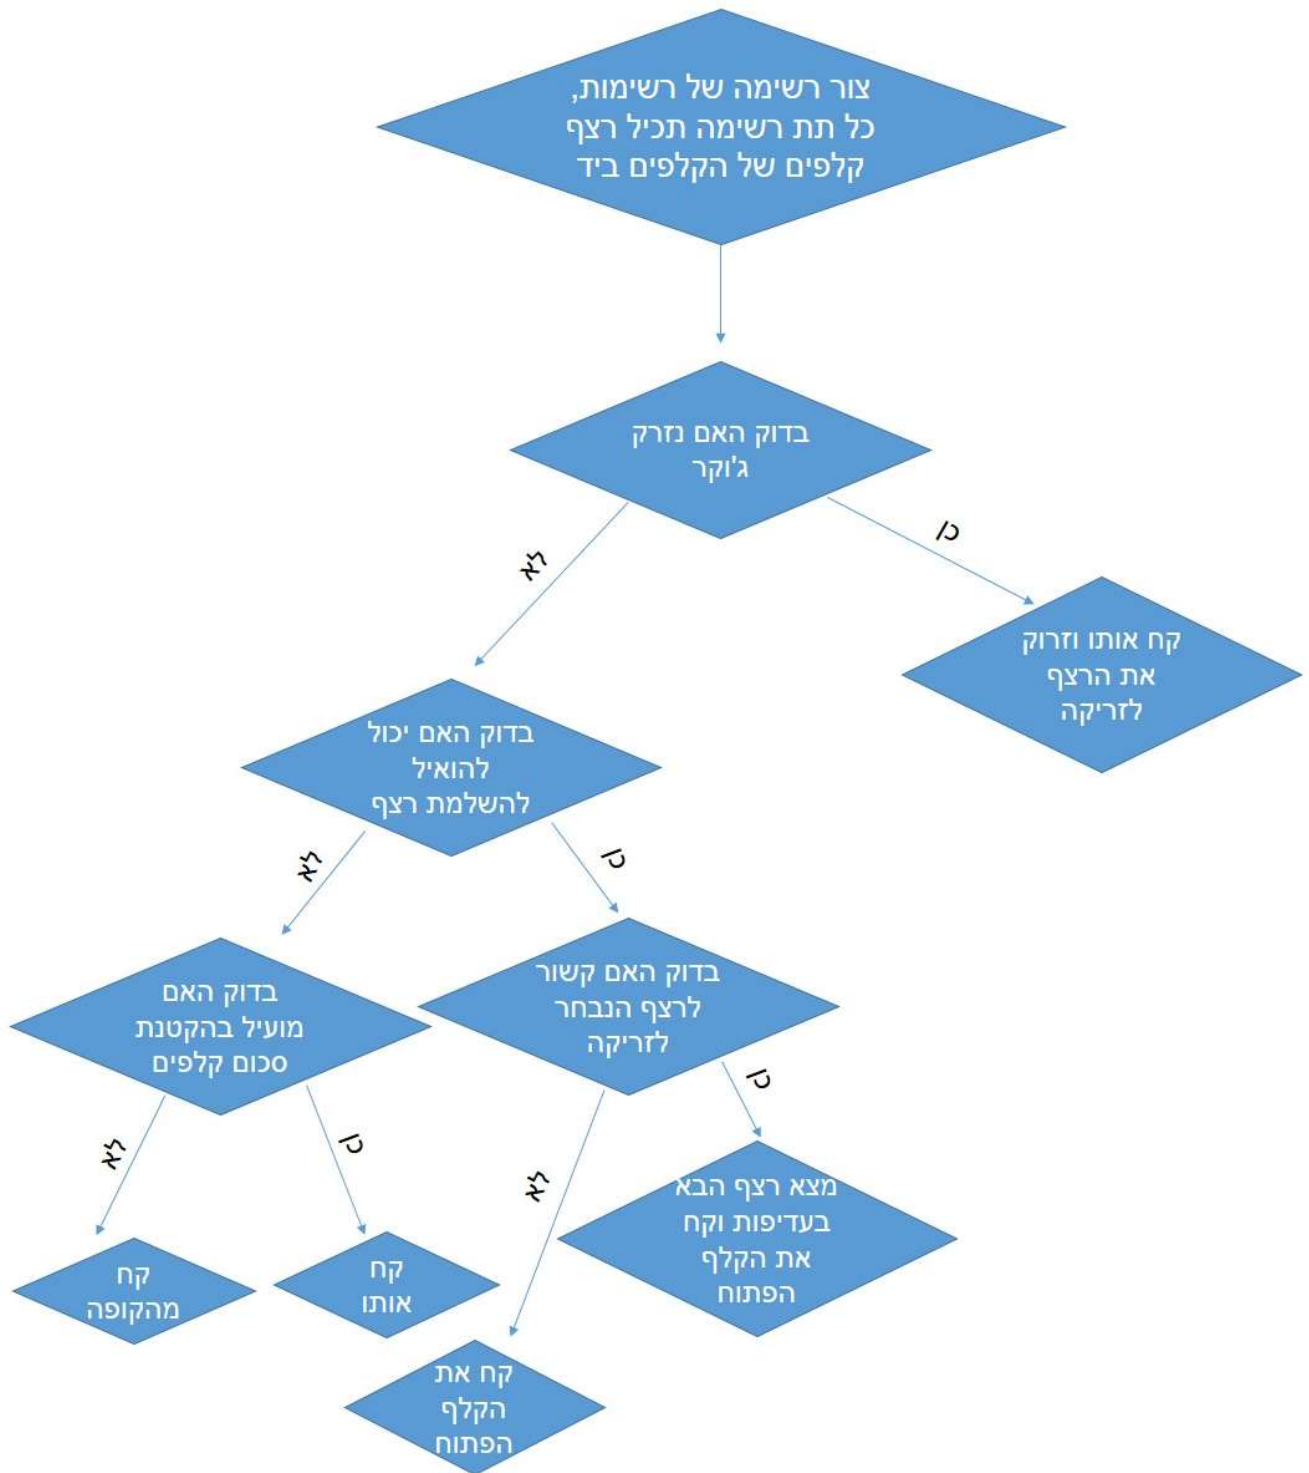 צור רשימה של רשימות,
כל תת רשימה תכיל רצף
קלפים של הקלפים ביד
בדוק האם נזרק
ג'וקר
כן
לא
קח אותו וזרוק
את הרצף
לזריקה
בדוק האם יכול
להואיל
להשלמת רצף
כן
לא
בדוק האם קשור
לרצף הנבחר
לזריקה
בדוק האם
מועיל בהקטנת
סכום קלפים
כן
לא
כן
לא
מצא רצף הבא
בעדיפות וקח
את הקלף
הפתוח
קח
אותו
קח
מהקופה
קח את
הקלף
הפתוח